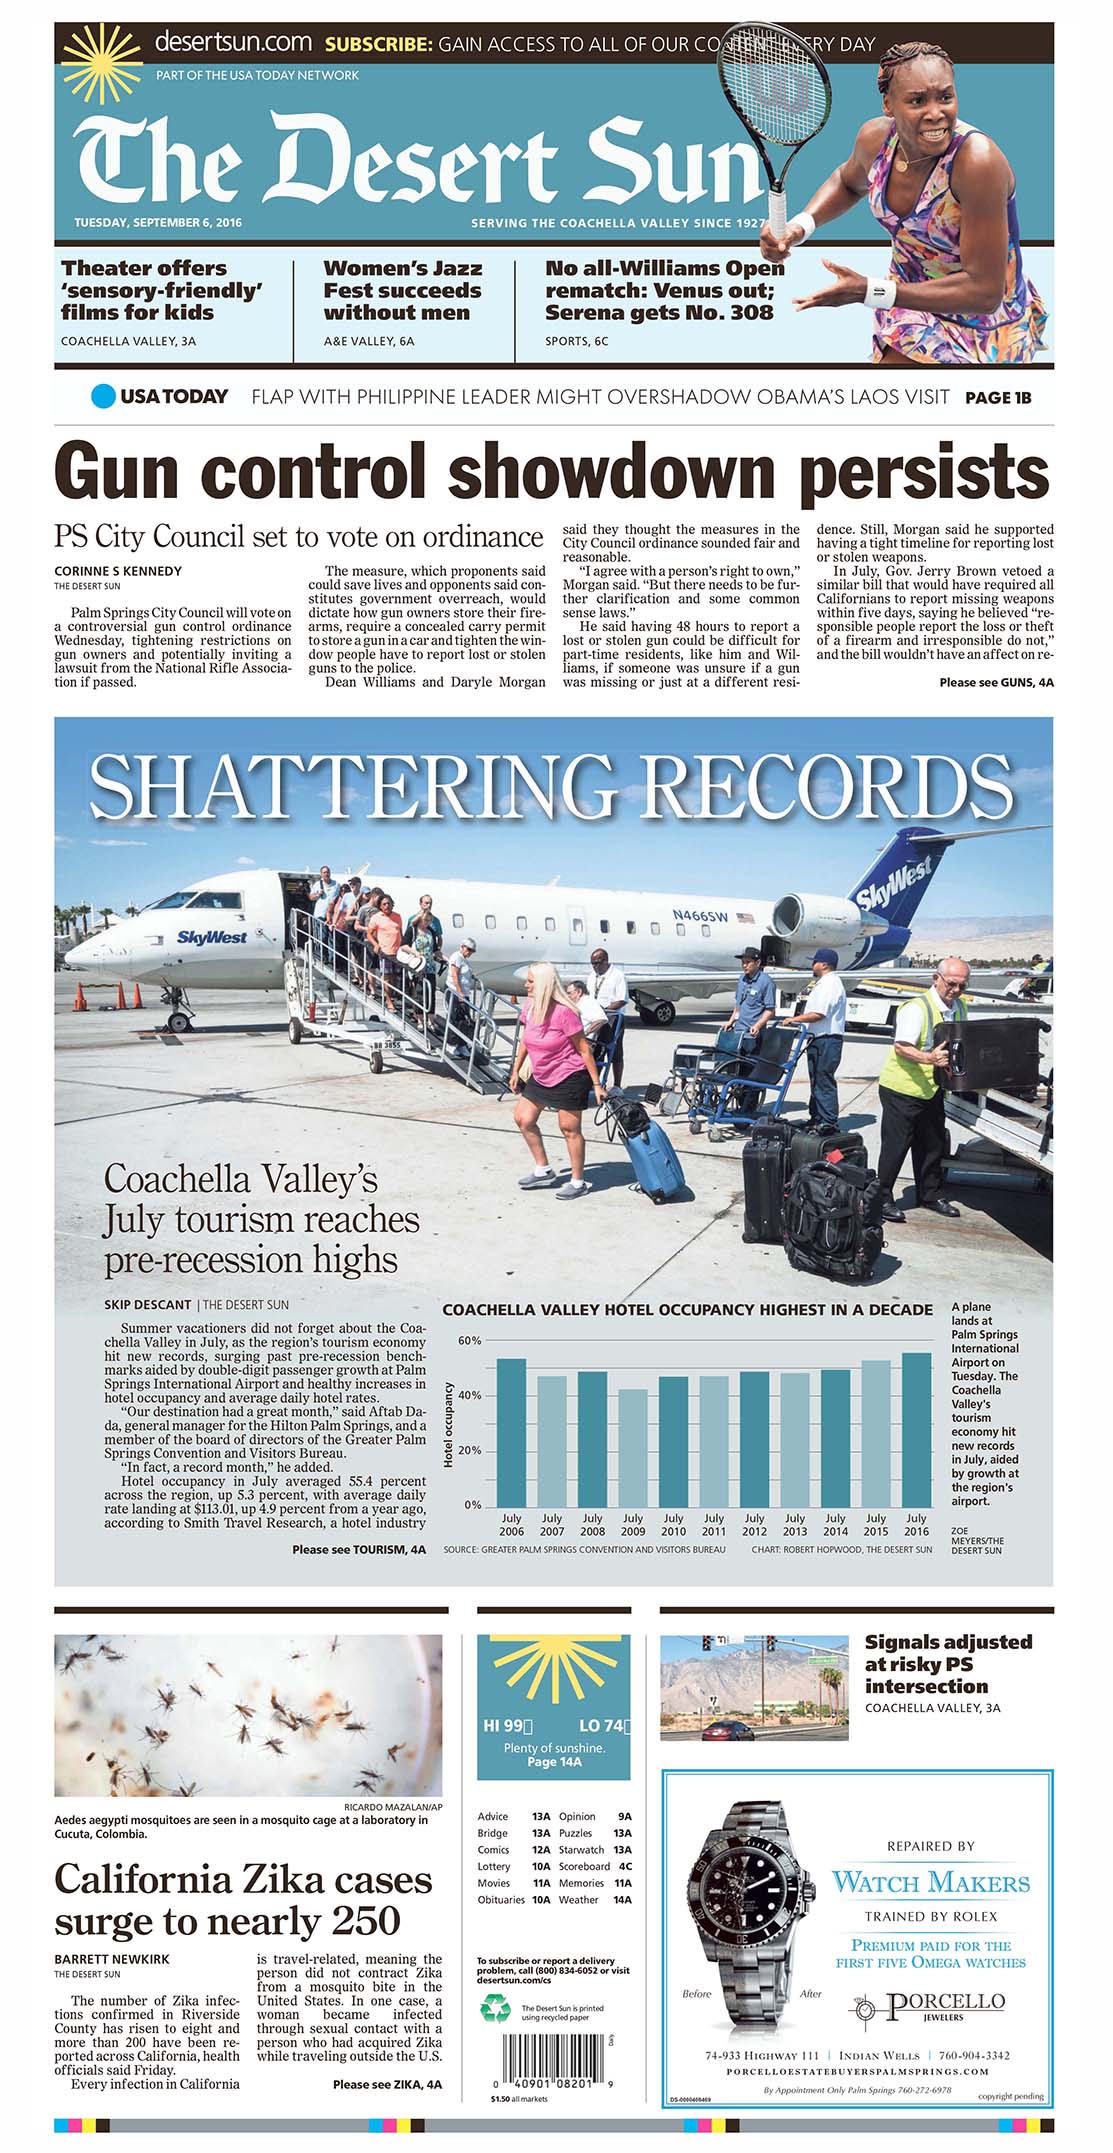 desertsun.com SUBSCRIBE: GAIN ACCESS TO ALL OF OUR EVERY DAY
PART OF THE USA TODAY NETWORK
The Desert Sun
TUESDAY, SEPTEMBER 6, 2016
SERVING THE COACHELLA VALLEY SINCE 1927
Theater offers
‘sensory-friendly’
films for kids
COACHELLA VALLEY, 3A
Women’s Jazz
Fest succeeds
without men
A&E VALLEY, 6A
No all-Williams Open
rematch: Venus out;
Serena gets No. 308
SPORTS, 6C
USA TODAY FLAP WITH PHILIPPINE LEADER MIGHT OVERSHADOW OBAMA’S LAOS VISIT PAGE 1B
Gun control showdown persists
PS City Council set to vote on ordinance
CORINNE S KENNEDY
THE DESERT SUN
Palm Springs City Council will vote on
a controversial gun control ordinance
Wednesday, tightening restrictions on
gun owners and potentially inviting a
lawsuit from the National Rifle Associa-
tion if passed.
The measure, which proponents said
could save lives and opponents said con-
stitutes government overreach, would
dictate how gun owners store their fire-
arms, require a concealed carry permit
to store a gun in a car and tighten the win-
dow people have to report lost or stolen
guns to the police.
Dean Williams and Daryle Morgan
said they thought the measures in the
City Council ordinance sounded fair and
reasonable.
“I agree with a person’s right to own,”
Morgan said. “But there needs to be fur-
ther clarification and some common
sense laws.”
He said having 48 hours to report a
lost or stolen gun could be difficult for
part-time residents, like him and Wil-
liams, if someone was unsure if a gun
was missing or just at a different resi-
dence. Still, Morgan said he supported
having a tight timeline for reporting lost
or stolen weapons.
In July, Gov. Jerry Brown vetoed a
similar bill that would have required all
Californians to report missing weapons
within five days, saying he believed “re-
sponsible people report the loss or theft
of a firearm and irresponsible do not,”
and the bill wouldn’t have an affect on re-
Please see GUNS, 4A
SHATTERING RECORDS
SkyWest
N466SW
SkyWest
BB 3855
Coachella Valley’s
July tourism reaches
pre-recession highs
SKIP DESCANT | THE DESERT SUN
Summer vacationers did not forget about the Coa-
chella Valley in July, as the region’s tourism economy
hit new records, surging past pre-recession bench-
marks aided by double-digit passenger growth at Palm
Springs International Airport and healthy increases in
hotel occupancy and average daily hotel rates.
“Our destination had a great month,” said Aftab Da-
da, general manager for the Hilton Palm Springs, and a
member of the board of directors of the Greater Palm
Springs Convention and Visitors Bureau.
“In fact, a record month,” he added.
Hotel occupancy in July averaged 55.4 percent
across the region, up 5.3 percent, with average daily
rate landing at $113.01, up 4.9 percent from a year ago,
according to Smith Travel Research, a hotel industry
Please see TOURISM, 4A
COACHELLA VALLEY HOTEL OCCUPANCY HIGHEST IN A DECADE
Hotel occupancy
60%
40%
20%
0%
July July July July July July July July July July July
2006 2007 2008 2009 2010 2011 2012 2013 2014 2015 2016
SOURCE: GREATER PALM SPRINGS CONVENTION AND VISITORS BUREAU
CHART: ROBERT HOPWOOD, THE DESERT SUN
A plane
lands at
Palm Springs
International
Airport on
Tuesday. The
Coachella
Valley's
tourism
economy hit
new records
in July, aided
by growth at
the region's
airport.
ZOE
MEYERS/THE
DESERT SUN
RICARDO MAZALAN/AP
Aedes aegypti mosquitoes are seen in a mosquito cage at a laboratory in
Cucuta, Colombia.
California Zika cases
surge to nearly 250
BARRETT NEWKIRK
THE DESERT SUN
The number of Zika infec-
tions confirmed in Riverside
County has risen to eight and
more than 200 have been re-
ported across California, health
officials said Friday.
Every infection in California
is travel-related, meaning the
person did not contract Zika
from a mosquito bite in the
United States. In one case, a
woman became infected
through sexual contact with a
person who had acquired Zika
while traveling outside the U.S.
Please see ZIKA, 4A
HI 99 LO 74
Plenty of sunshine.
Page 14A
Advice 13A Opinion 9A
Bridge 13A Puzzles 13A
Comics 12A Starwatch 13A
Lottery 10A Scoreboard 4C
Movies 11A Memories 11A
Obituaries 10A Weather 14A
To subscribe or report a delivery
problem, call (800) 834-6052 or visit
desertsun.com/cs
The Desert Sun is printed
using recycled paper
Daily
0 40901 08201 9
$1.50 all markets
Signals adjusted
at risky PS
intersection
COACHELLA VALLEY, 3A
REPAIRED BY
WATCH MAKERS
TRAINED BY ROLEX
PREMIUM PAID FOR THE
FIRST FIVE OMEGA WATCHES
Before After
PORCELLO
JEWELERS
74-933 HIGHWAY 111 | INDIAN WELLS | 760-904-3342
PORCELLOESTATEBUYERSPALMSPRINGS.COM
By Appointment Only Palm Springs 760-272-6978
DS-0000408469
copyright pending